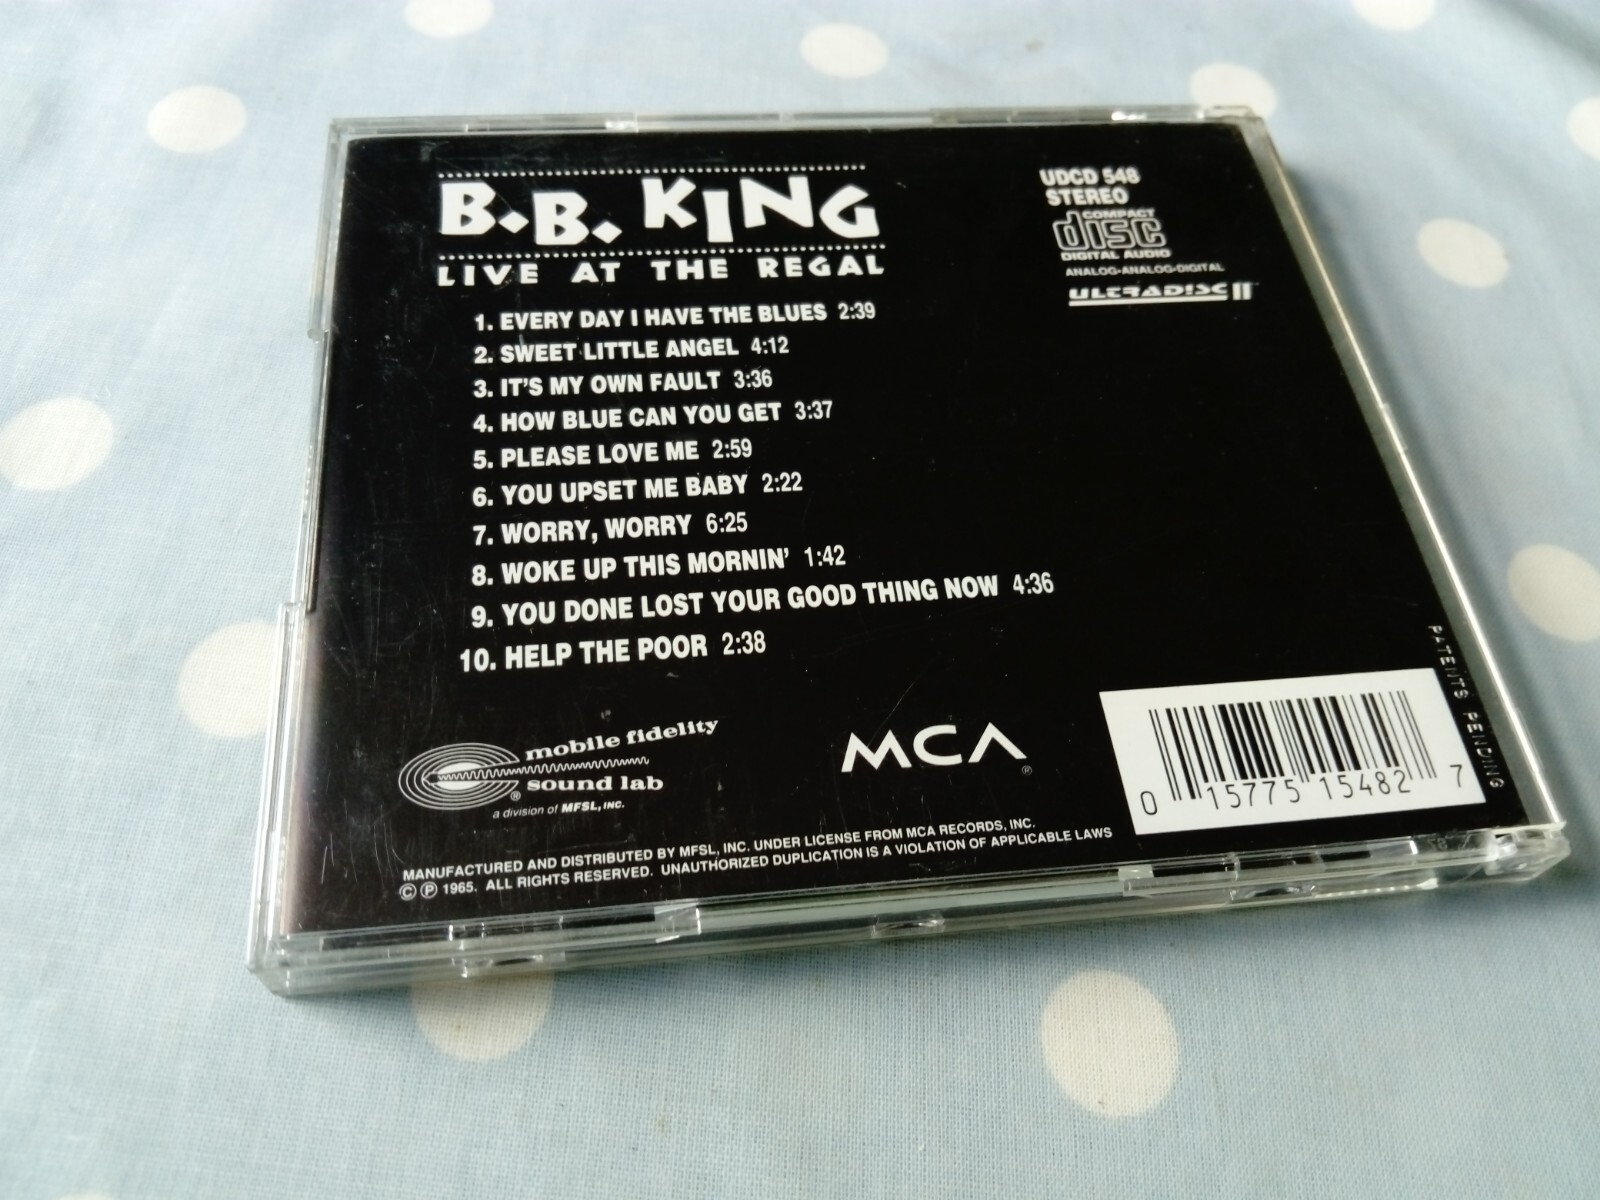 B.B. KING
LIVE AT THE REGAL
UDCD 548
STEREO
COMPACT
disc
DIGITAL AUDIO
ANALOG-ANALOG-DIGITAL
ULTRADISC II
1. EVERY DAY I HAVE THE BLUES 2:39
2. SWEET LITTLE ANGEL 4:12
3. IT'S MY OWN FAULT 3:36
4. HOW BLUE CAN YOU GET 3:37
5. PLEASE LOVE ME 2:59
6. YOU UPSET ME BABY 2:22
7. WORRY, WORRY 6:25
8. WOKE UP THIS MORNIN' 1:42
9. YOU DONE LOST YOUR GOOD THING NOW 4:36
10. HELP THE POOR 2:38
mobile fidelity
sound lab
®
a division of MFSL, INC.
MCA
®
0 15775 15482 7
PATENTS PENDING
MANUFACTURED AND DISTRIBUTED BY MFSL, INC. UNDER LICENSE FROM MCA RECORDS, INC.
© ℗ 1965. ALL RIGHTS RESERVED. UNAUTHORIZED DUPLICATION IS A VIOLATION OF APPLICABLE LAWS